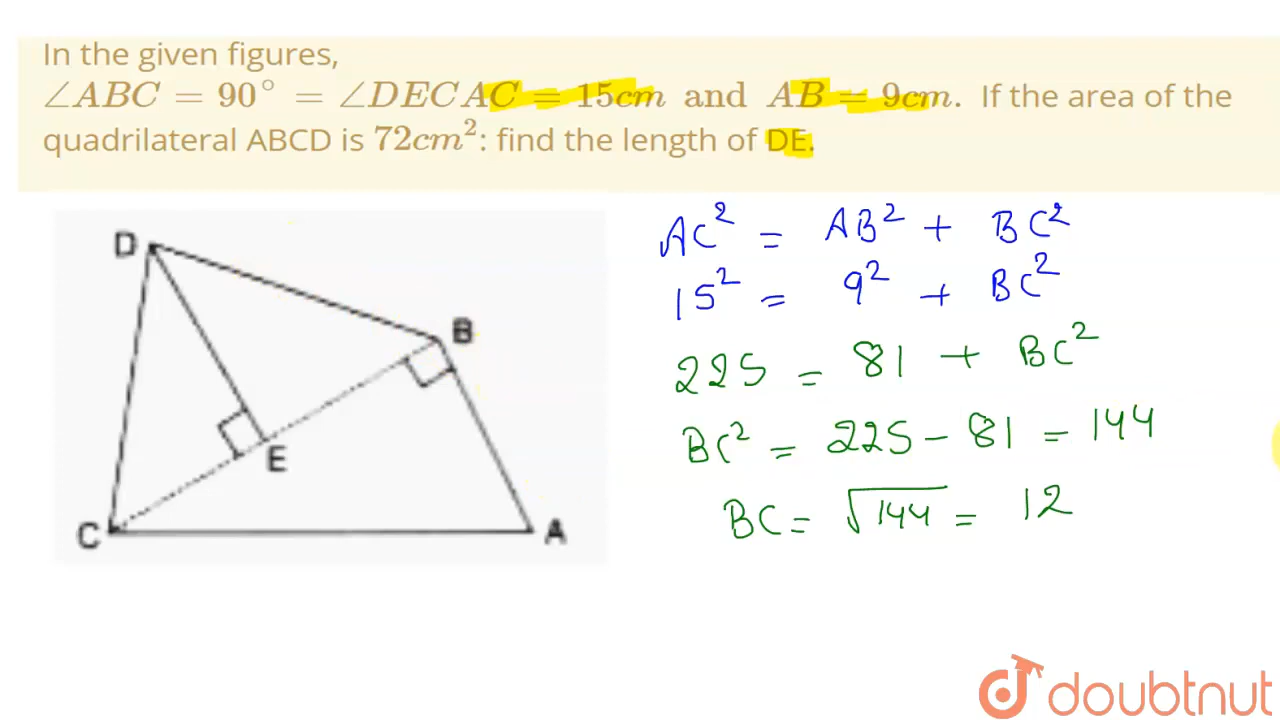 In the given figures,
∠ABC = 90° = ∠DECAC = 15cm and AB = 9cm. If the area of the
quadrilateral ABCD is 72cm²: find the length of DE.
D
B
E
C
A
AC² = AB² + BC²
15² = 9² + BC²
225 = 81 + BC²
BC² = 225 - 81 = 144
BC = √144 = 12
doubtnut